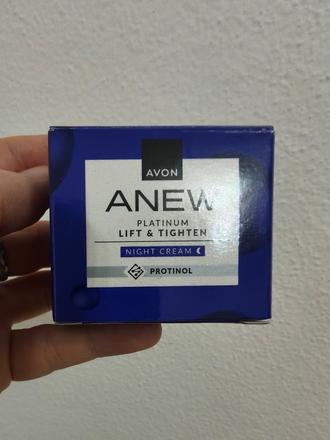 AVON
ANEW
PLATINUM
LIFT & TIGHTEN
NIGHT CREAM
PROTINOL